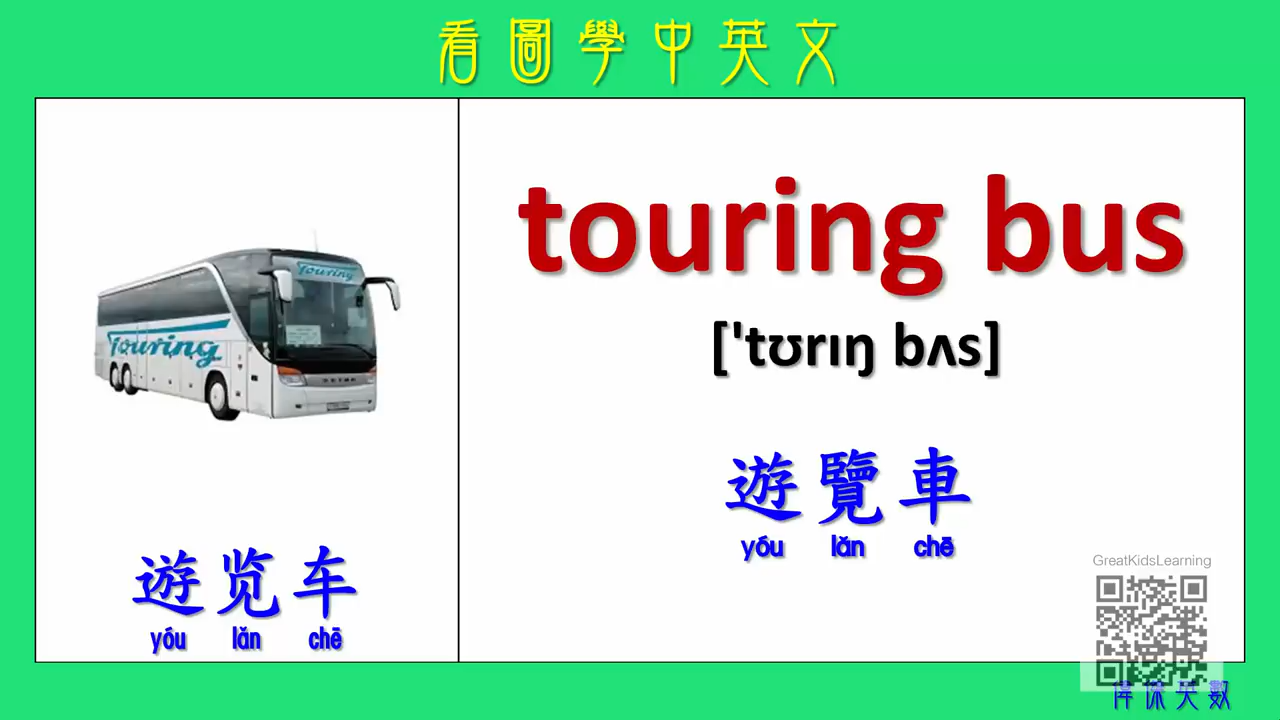 看圖學中英文
Touring
Touring
SETRA
遊览车
yóu lǎn chē
touring bus
['tʊrɪŋ bʌs]
遊覽車
yóu lǎn chē
GreatKidsLearning